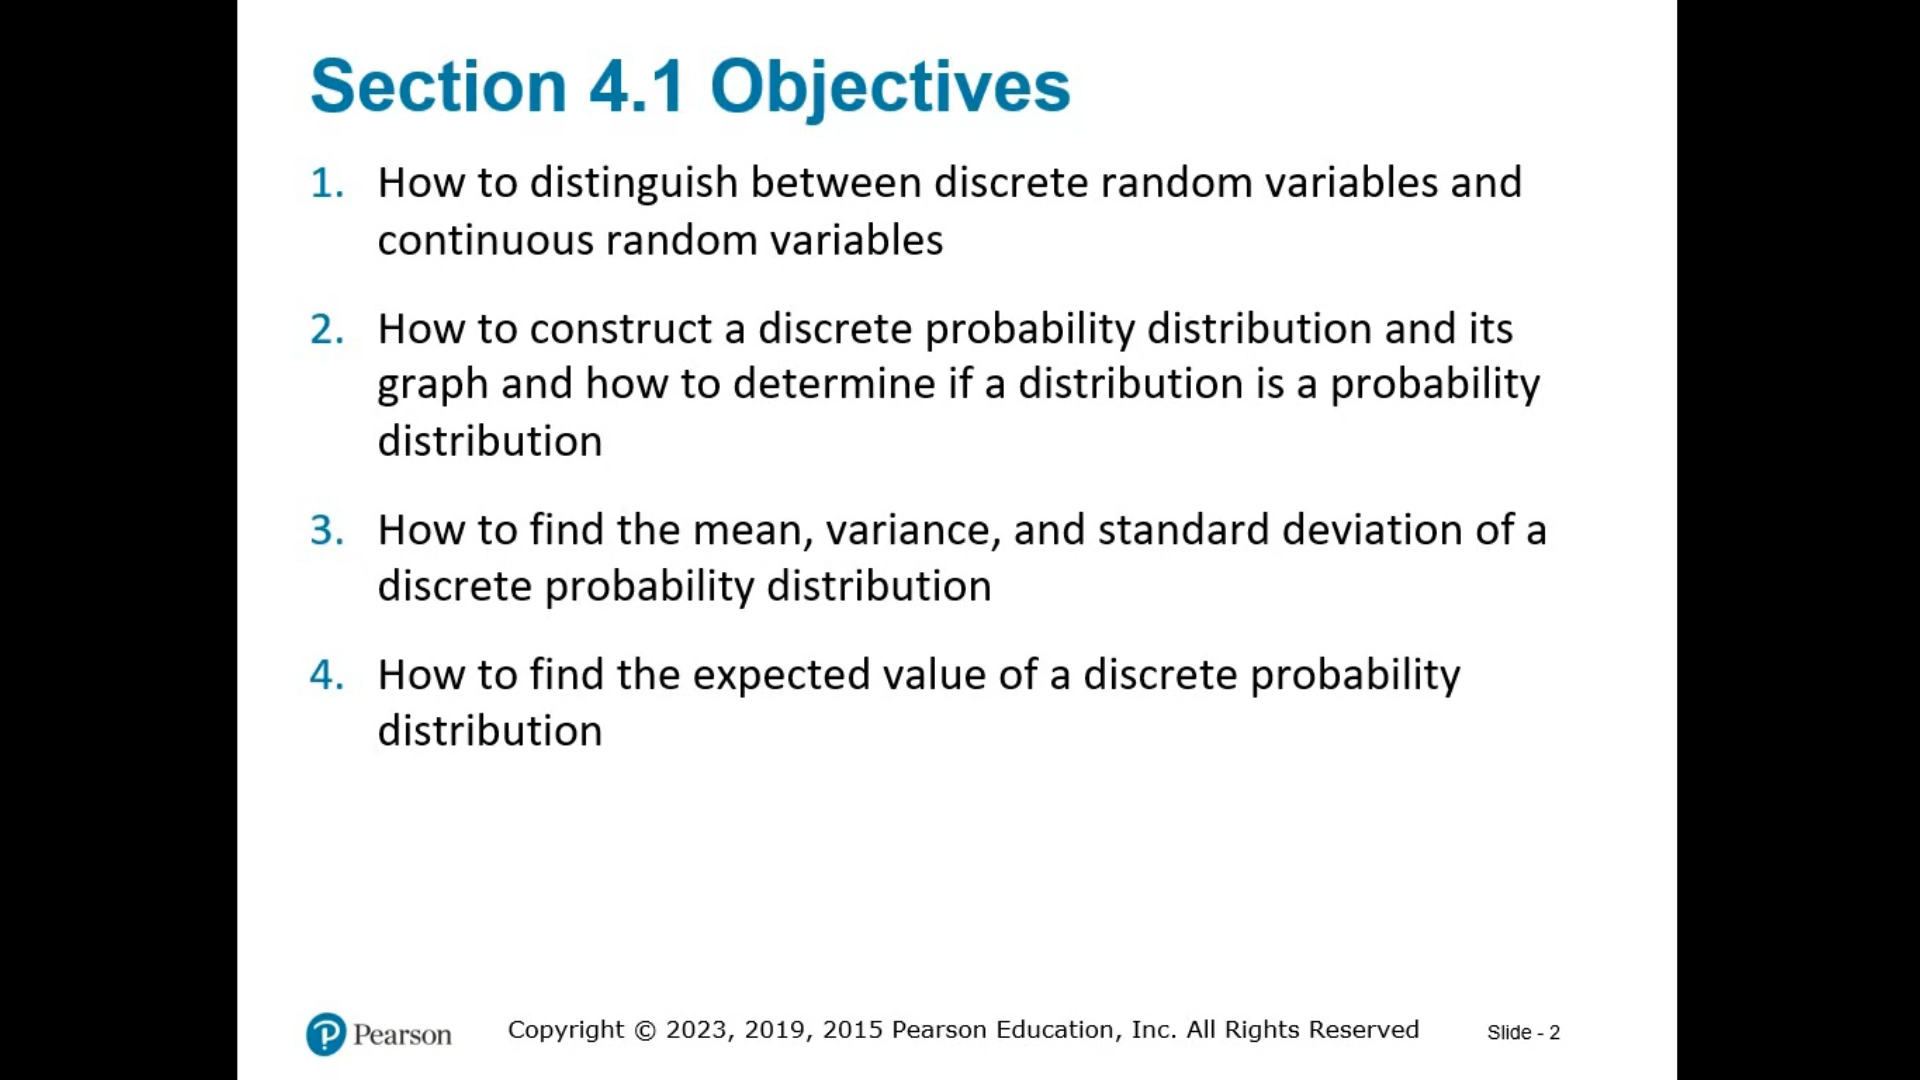 Section 4.1 Objectives
1. How to distinguish between discrete random variables and
continuous random variables
2. How to construct a discrete probability distribution and its
graph and how to determine if a distribution is a probability
distribution
3. How to find the mean, variance, and standard deviation of a
discrete probability distribution
4. How to find the expected value of a discrete probability
distribution
Pearson Copyright © 2023, 2019, 2015 Pearson Education, Inc. All Rights Reserved Slide - 2